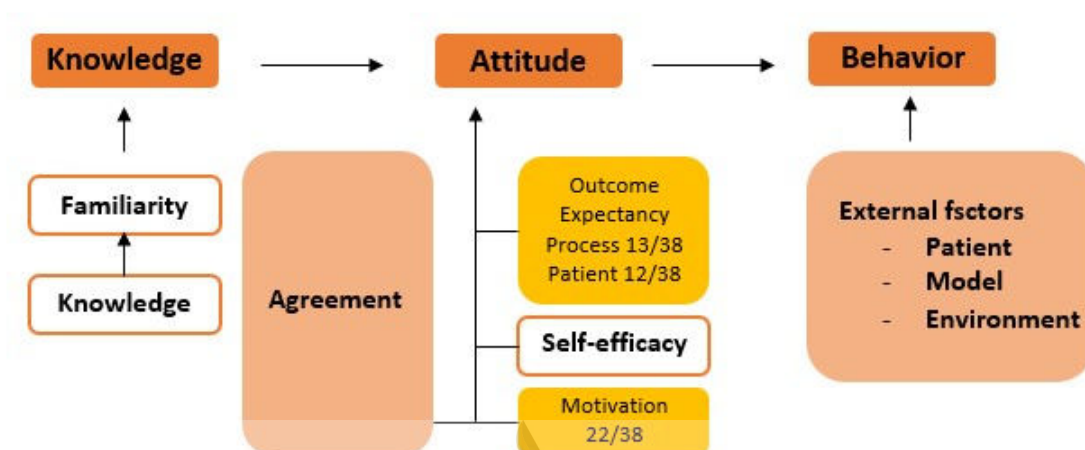 Knowledge
Attitude
Behavior
Familiarity
Knowledge
Agreement
Outcome
Expectancy
Process 13/38
Patient 12/38
Self-efficacy
Motivation
22/38
External fsctors
- Patient
- Model
- Environment